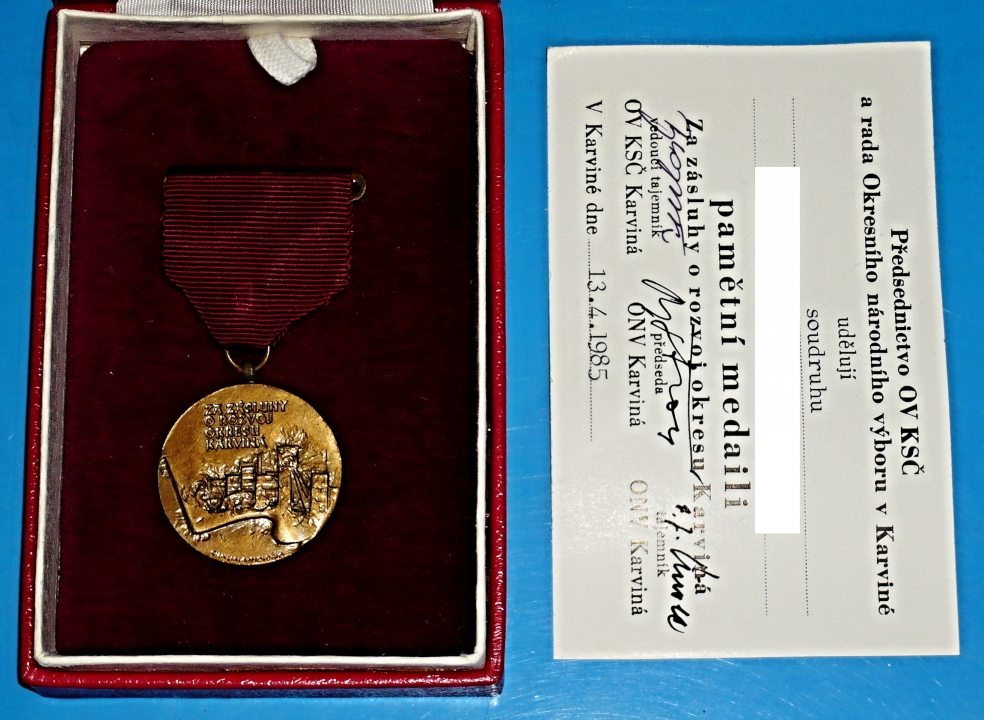 ZA ZÁSLUHY
O ROZVOJ
OKRESU
KARVINÁ
Předsednictvo OV KSČ
a rada Okresního národního výboru v Karviné
udělují
soudruhu
pamětní medaili
Za zásluhy o rozvoj okresu Karviná
vedoucí tajemník
OV KSČ Karviná
předseda
ONV Karviná
tajemník
ONV Karviná
V Karviné dne 13.4.1985